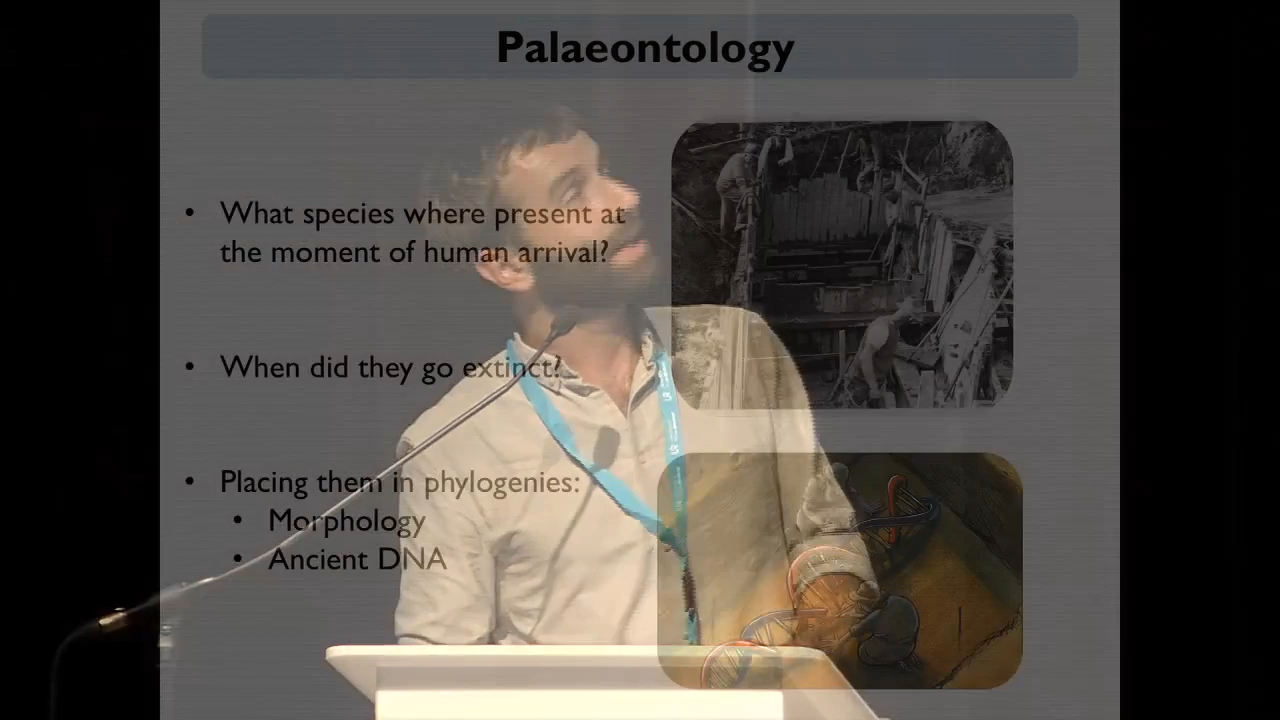 Palaeontology
• What species where present at
the moment of human arrival?
• When did they go extinct?
• Placing them in phylogenies:
• Morphology
• Ancient DNA